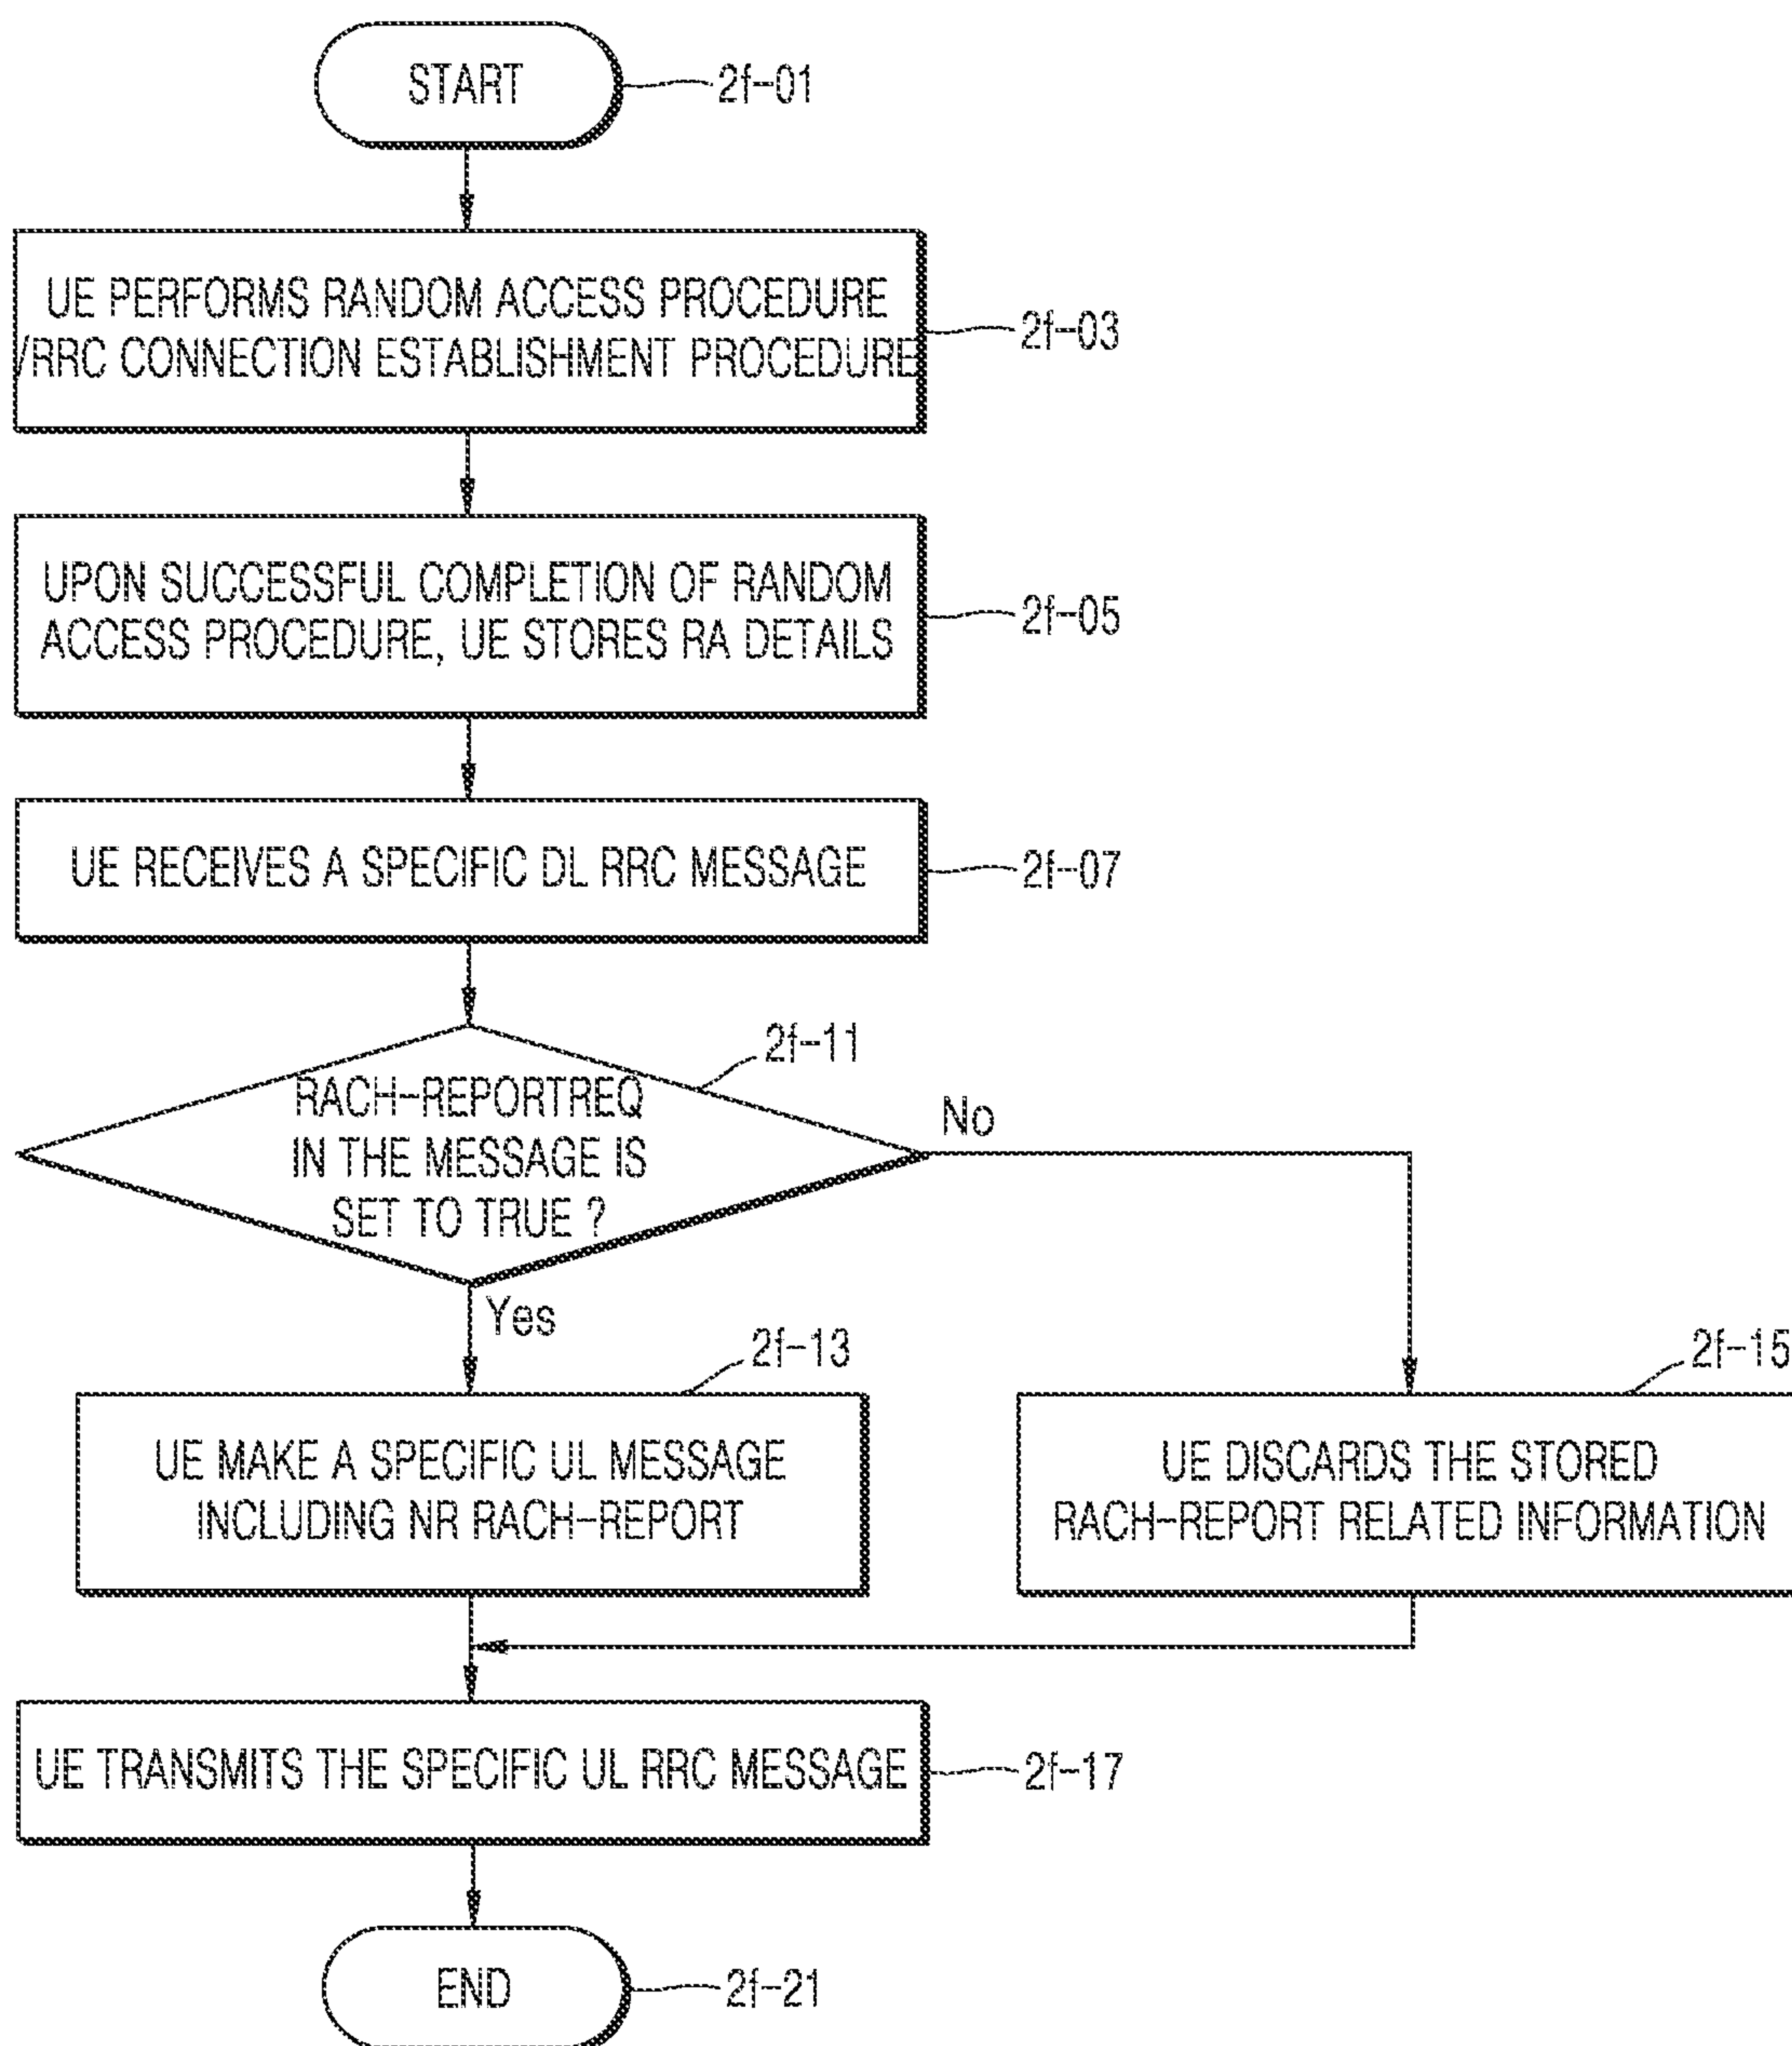 START
2f-01
UE PERFORMS RANDOM ACCESS PROCEDURE
/RRC CONNECTION ESTABLISHMENT PROCEDURE
2f-03
UPON SUCCESSFUL COMPLETION OF RANDOM
ACCESS PROCEDURE, UE STORES RA DETAILS
2f-05
UE RECEIVES A SPECIFIC DL RRC MESSAGE
2f-07
2f-11
RACH-REPORTREQ
IN THE MESSAGE IS
SET TO TRUE ?
No
Yes
2f-13
UE MAKE A SPECIFIC UL MESSAGE
INCLUDING NR RACH-REPORT
2f-15
UE DISCARDS THE STORED
RACH-REPORT RELATED INFORMATION
UE TRANSMITS THE SPECIFIC UL RRC MESSAGE
2f-17
END
2f-21